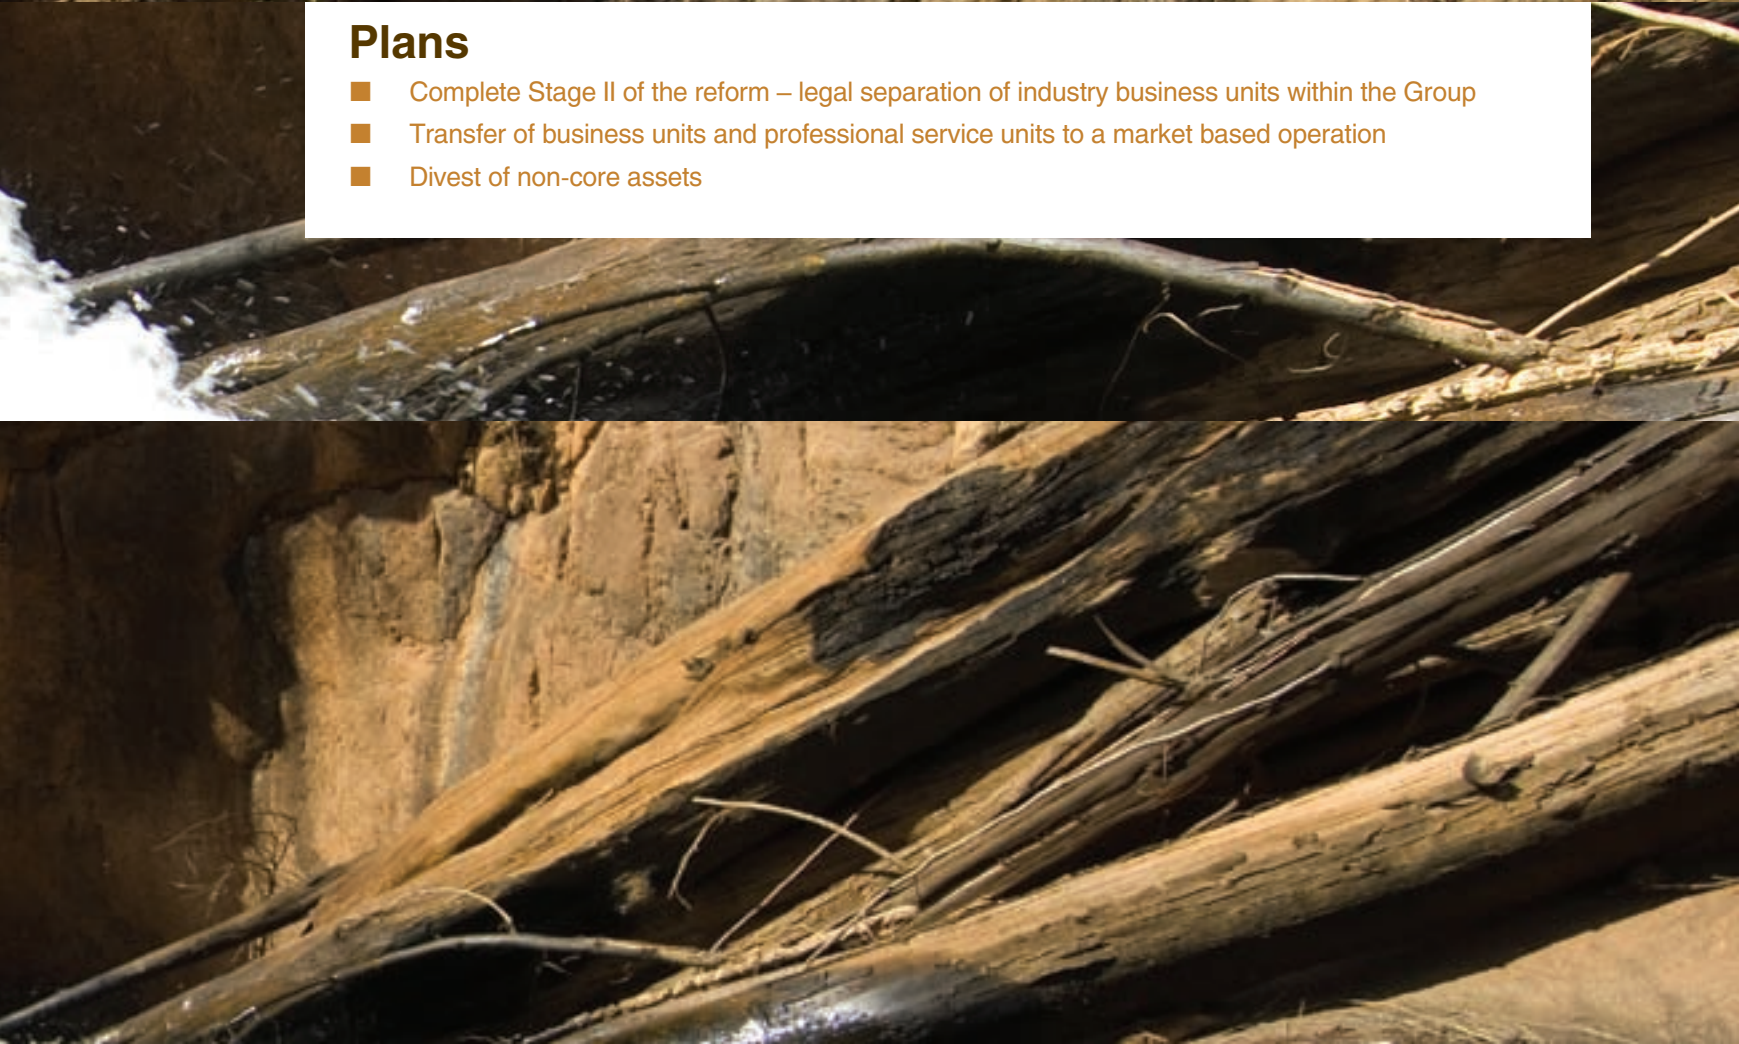 Plans
■ Complete Stage II of the reform – legal separation of industry business units within the Group
■ Transfer of business units and professional service units to a market based operation
■ Divest of non-core assets